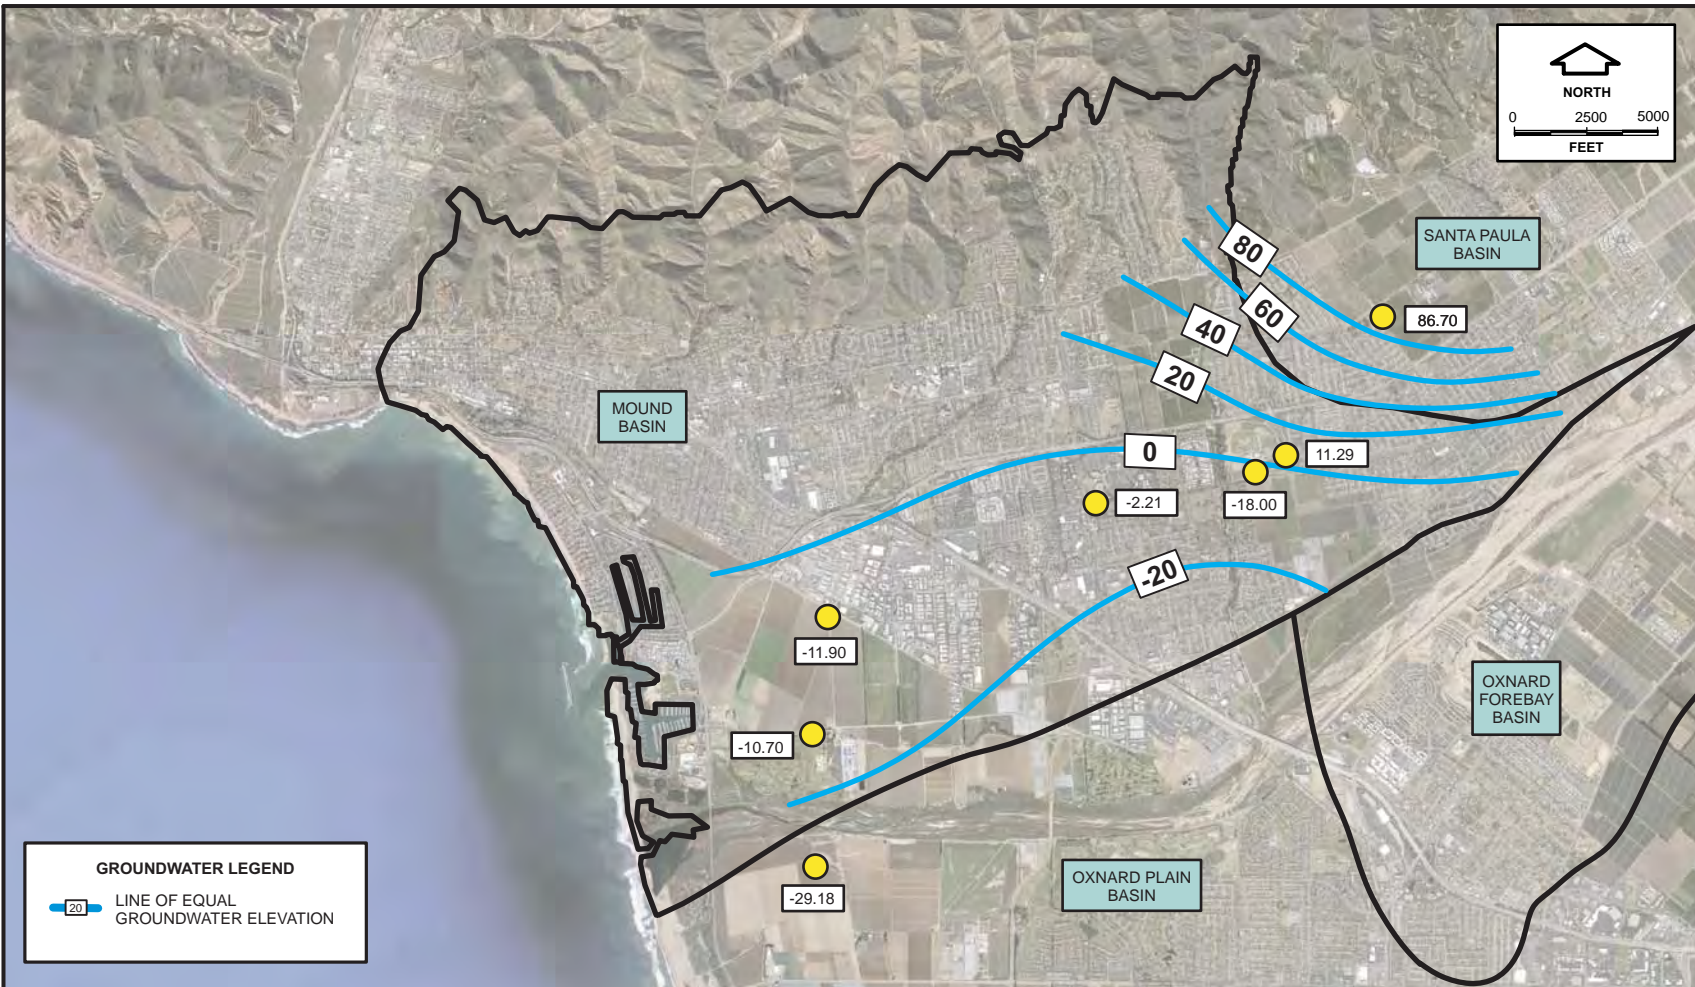 NORTH
0 2500 5000
FEET
SANTA PAULA
BASIN
80
60
40
20
86.70
MOUND
BASIN
0
11.29
-2.21
-18.00
-20
-11.90
-10.70
OXNARD
FOREBAY
BASIN
-29.18
OXNARD PLAIN
BASIN
GROUNDWATER LEGEND
20 LINE OF EQUAL
GROUNDWATER ELEVATION